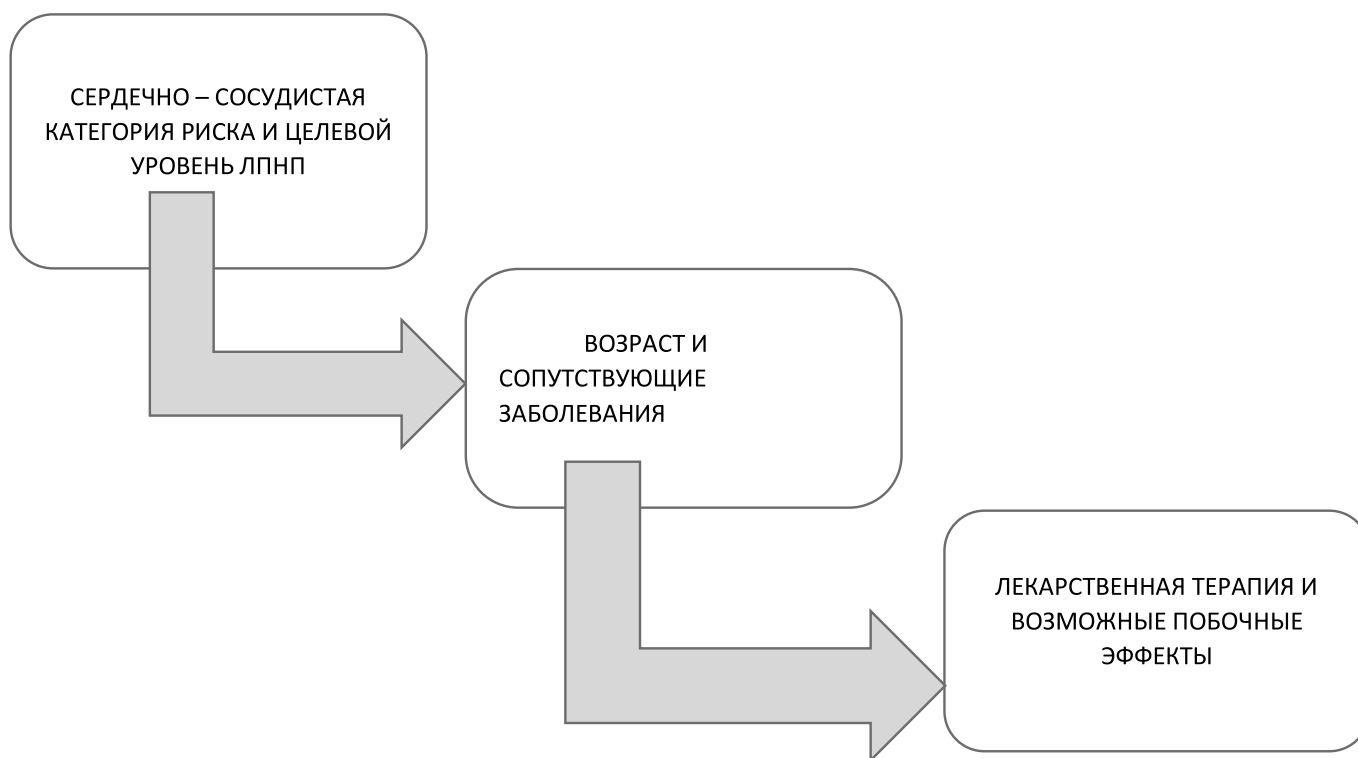 СЕРДЕЧНО – СОСУДИСТАЯ
КАТЕГОРИЯ РИСКА И ЦЕЛЕВОЙ
УРОВЕНЬ ЛПНП
ВОЗРАСТ И
СОПУТСТВУЮЩИЕ
ЗАБОЛЕВАНИЯ
ЛЕКАРСТВЕННАЯ ТЕРАПИЯ И
ВОЗМОЖНЫЕ ПОБОЧНЫЕ
ЭФФЕКТЫ